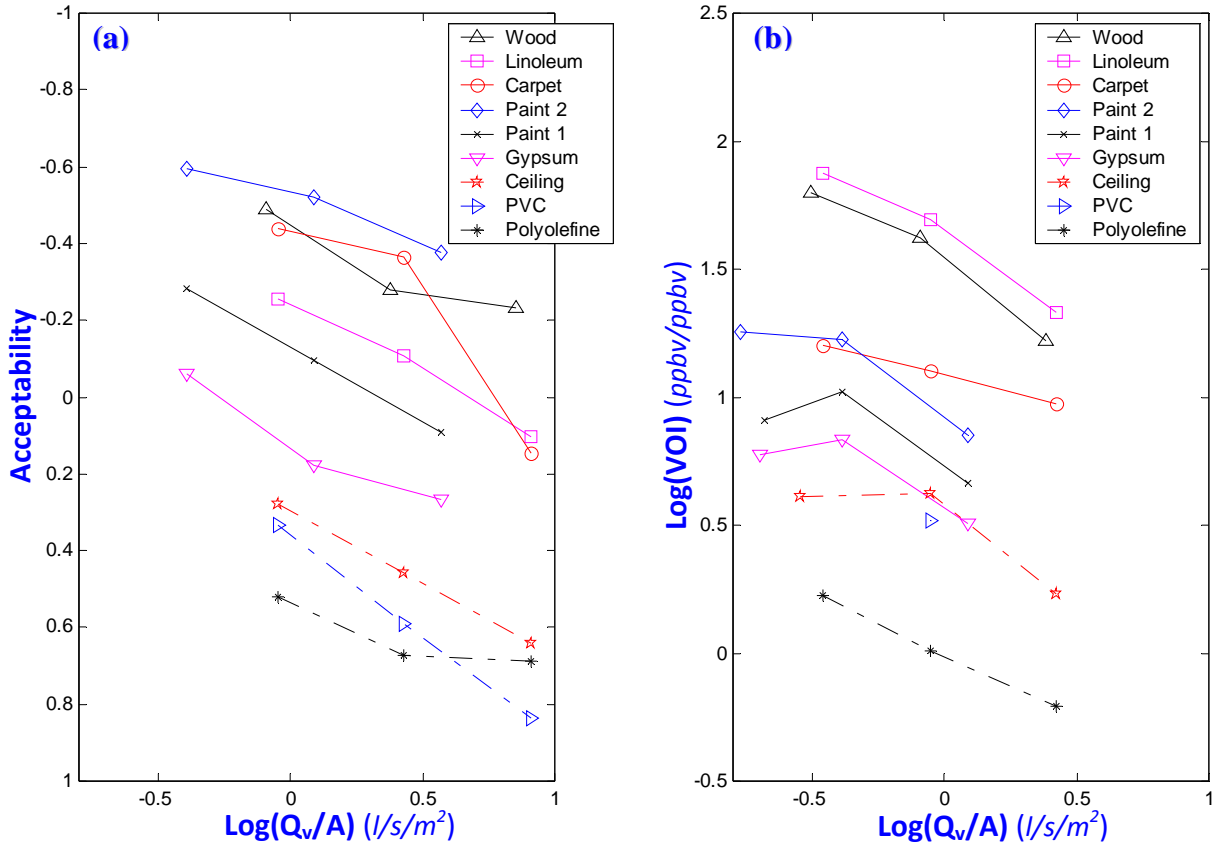 (a)
Wood
Linoleum
Carpet
Paint 2
Paint 1
Gypsum
Ceiling
PVC
Polyolefine
-1
-0.8
-0.6
-0.4
-0.2
0
0.2
0.4
0.6
0.8
1
Acceptability
-0.5 0 0.5 1
Log(Qv/A) (l/s/m²)
(b)
Wood
Linoleum
Carpet
Paint 2
Paint 1
Gypsum
Ceiling
PVC
Polyolefine
2.5
2
1.5
1
0.5
0
-0.5
Log(VOI) (ppbv/ppbv)
-0.5 0 0.5 1
Log(Qv/A) (l/s/m²)